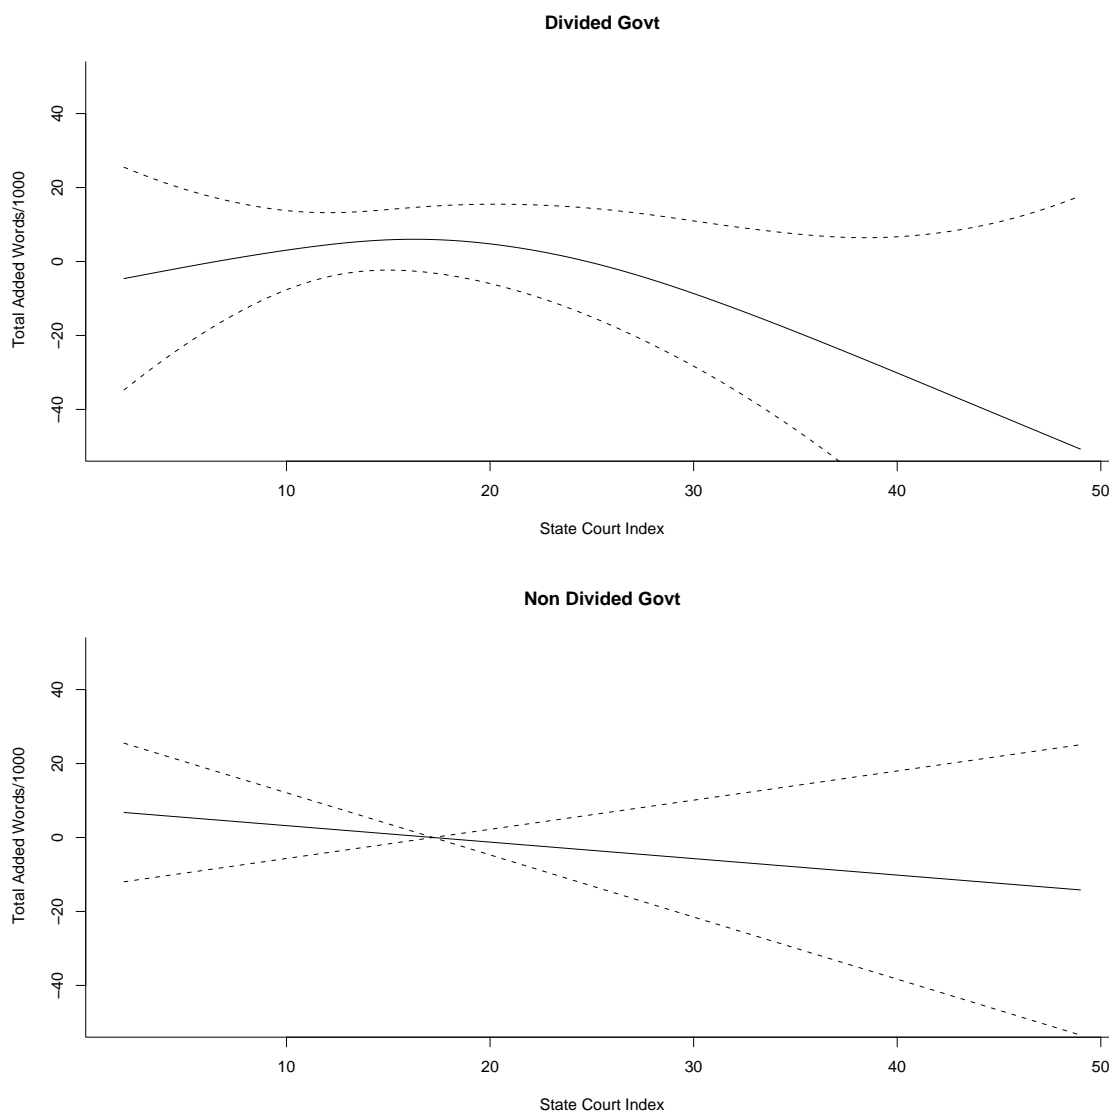 Divided Govt
Total Added Words/1000
40
20
0
−20
−40
10 20 30 40 50
State Court Index
Non Divided Govt
Total Added Words/1000
40
20
0
−20
−40
10 20 30 40 50
State Court Index